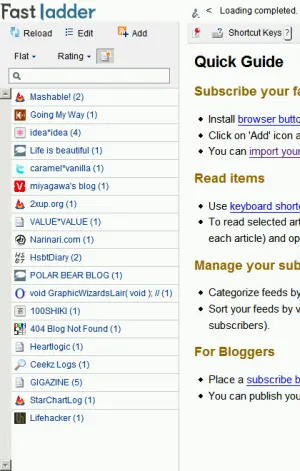 Fast ladder
< Loading completed.
Reload Edit Add
Shortcut Keys [?]
Flat Rating
Quick Guide
Mashable! (2)
Going My Way (1)
idea*idea (4)
Life is beautiful (1)
caramel*vanilla (1)
miyagawa's blog (1)
2xup.org (1)
VALUE*VALUE (1)
Narinari.com (1)
HsbtDiary (2)
POLAR BEAR BLOG (1)
void GraphicWizardsLair( void ); // (1)
100SHIKI (1)
404 Blog Not Found (1)
Heartlogic (1)
Ceekz Logs (1)
GIGAZINE (5)
StarChartLog (1)
Lifehacker (1)
Subscribe your fa
Install browser butto
Click on 'Add' icon a
You can import your
Read items
Use keyboard short
To read selected art
each article) and op
Manage your sub
Categorize feeds by
Sort your feeds by v
subscribers).
For Bloggers
Place a subscribe b
You can publish you